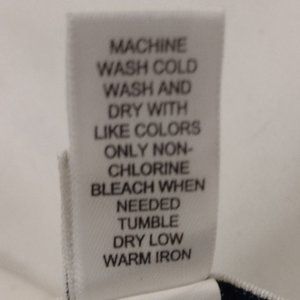 MACHINE
WASH COLD
WASH AND
DRY WITH
LIKE COLORS
ONLY NON-
CHLORINE
BLEACH WHEN
NEEDED
TUMBLE
DRY LOW
WARM IRON